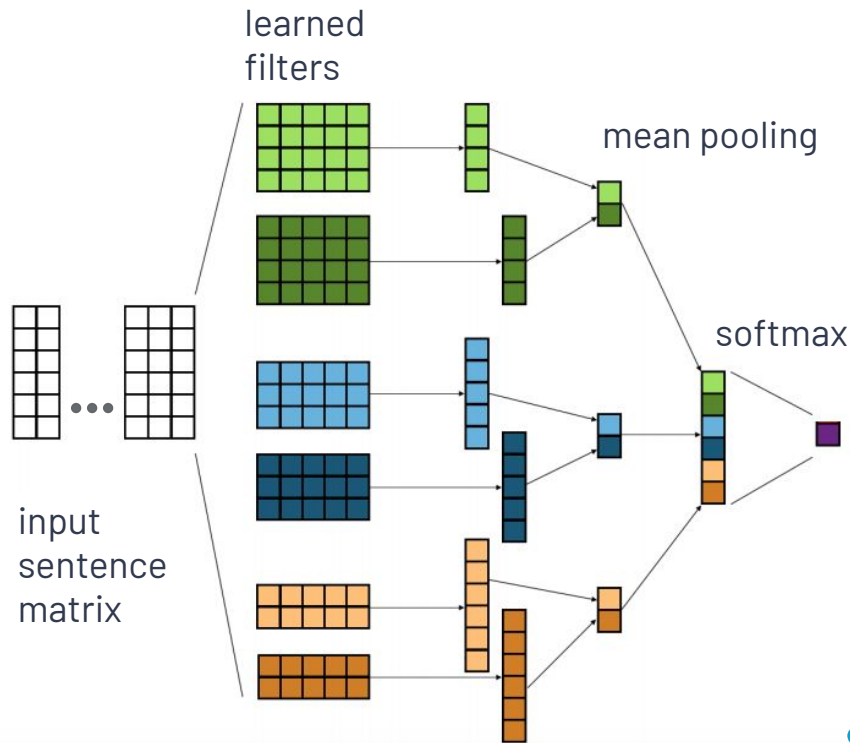 learned
filters
mean pooling
softmax
input
sentence
matrix